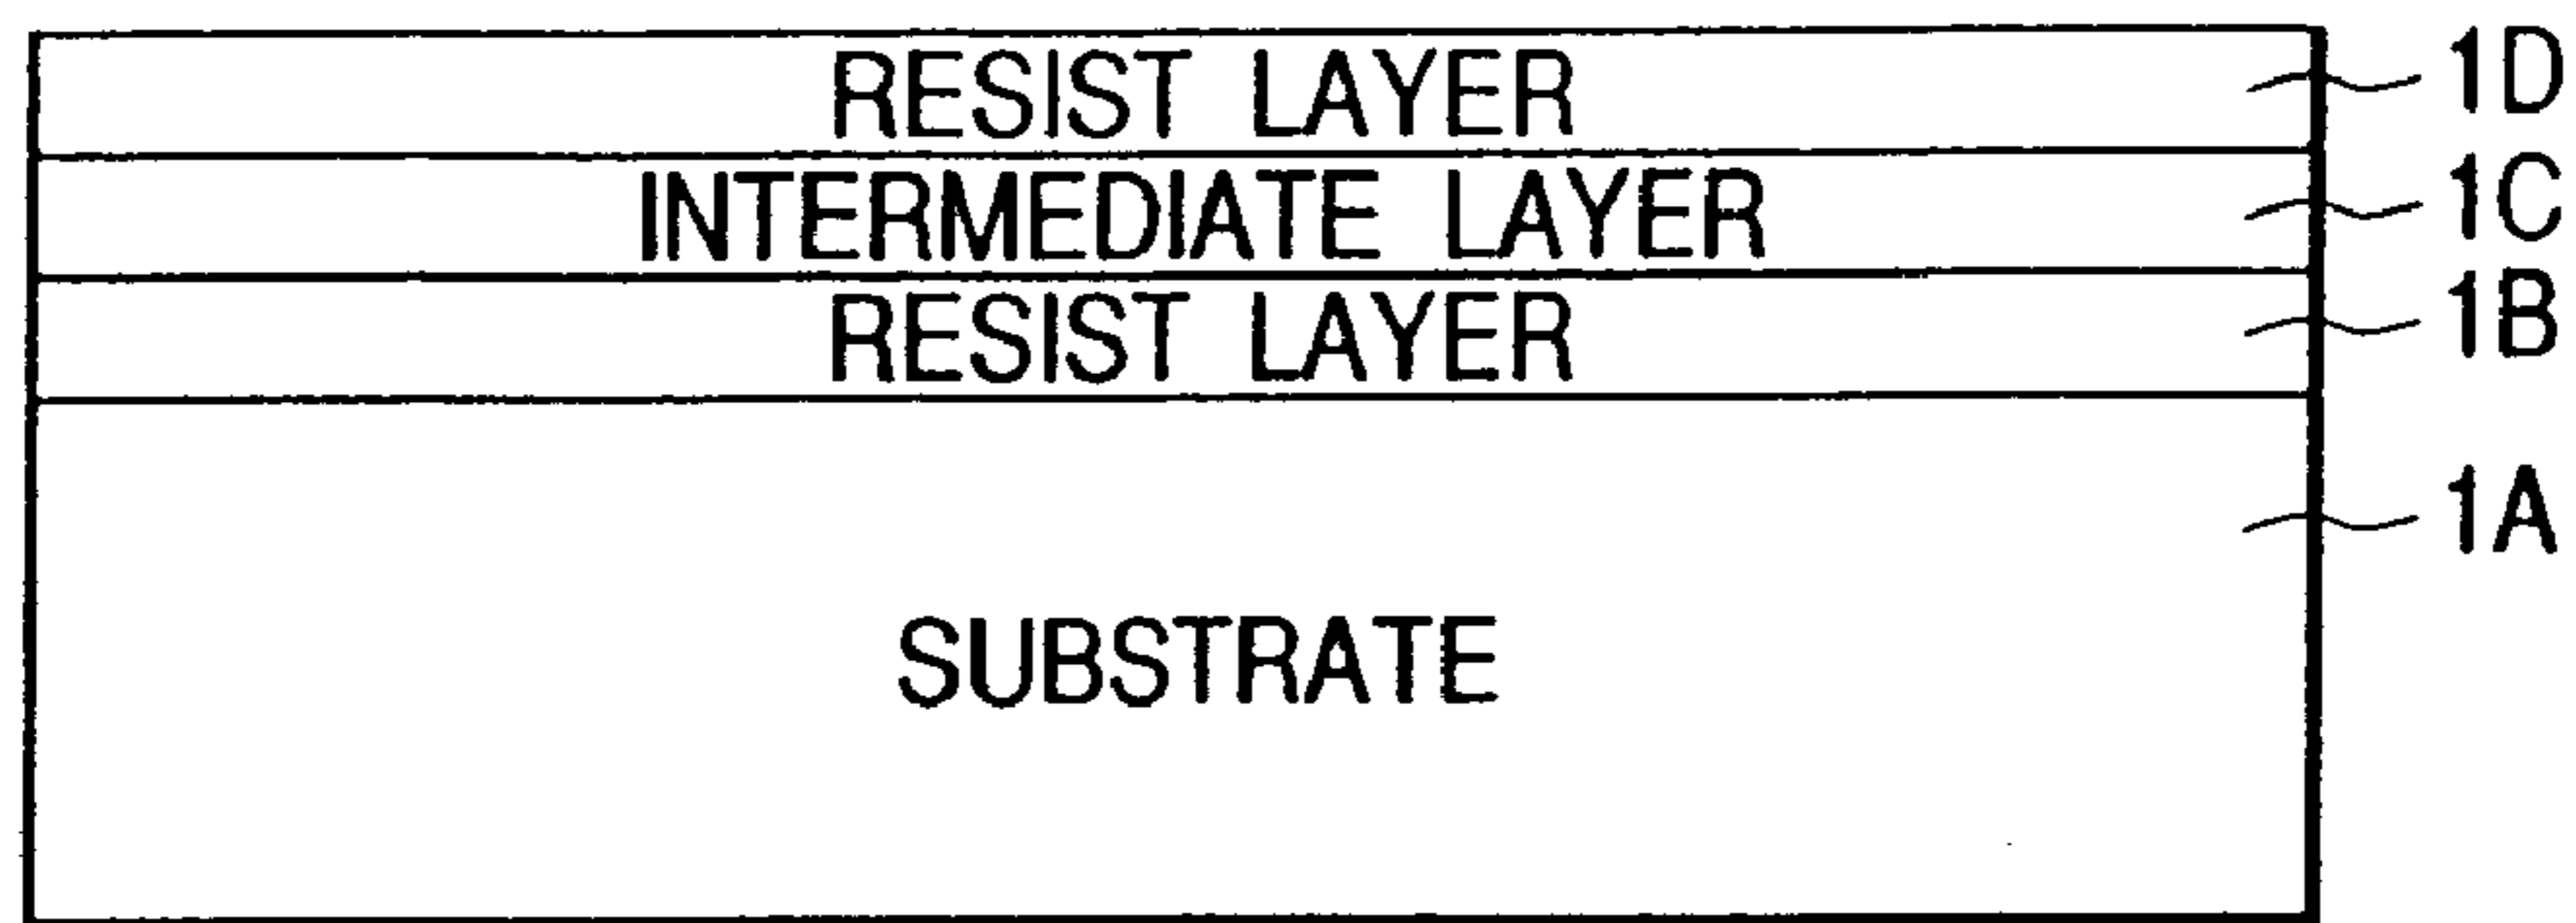 RESIST LAYER 1D
INTERMEDIATE LAYER 1C
RESIST LAYER 1B
1A
SUBSTRATE